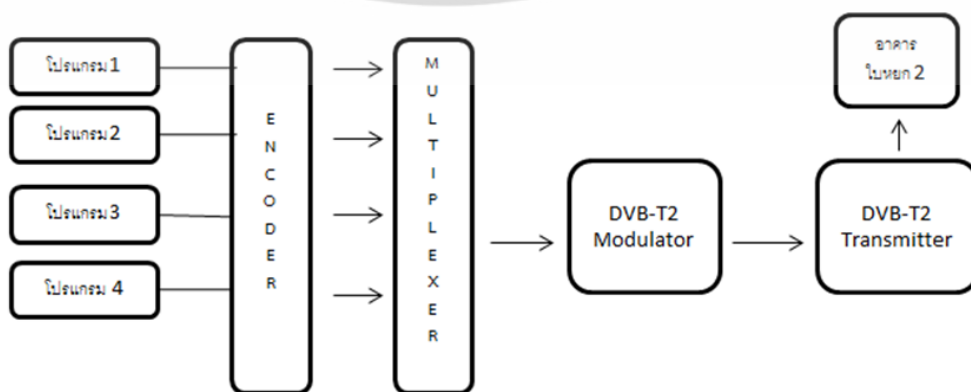 โปรแกรม 1
โปรแกรม 2
โปรแกรม 3
โปรแกรม 4
ENCODER
MULTIPLEXER
DVB-T2
Modulator
DVB-T2
Transmitter
อาคาร
ใบหยก 2